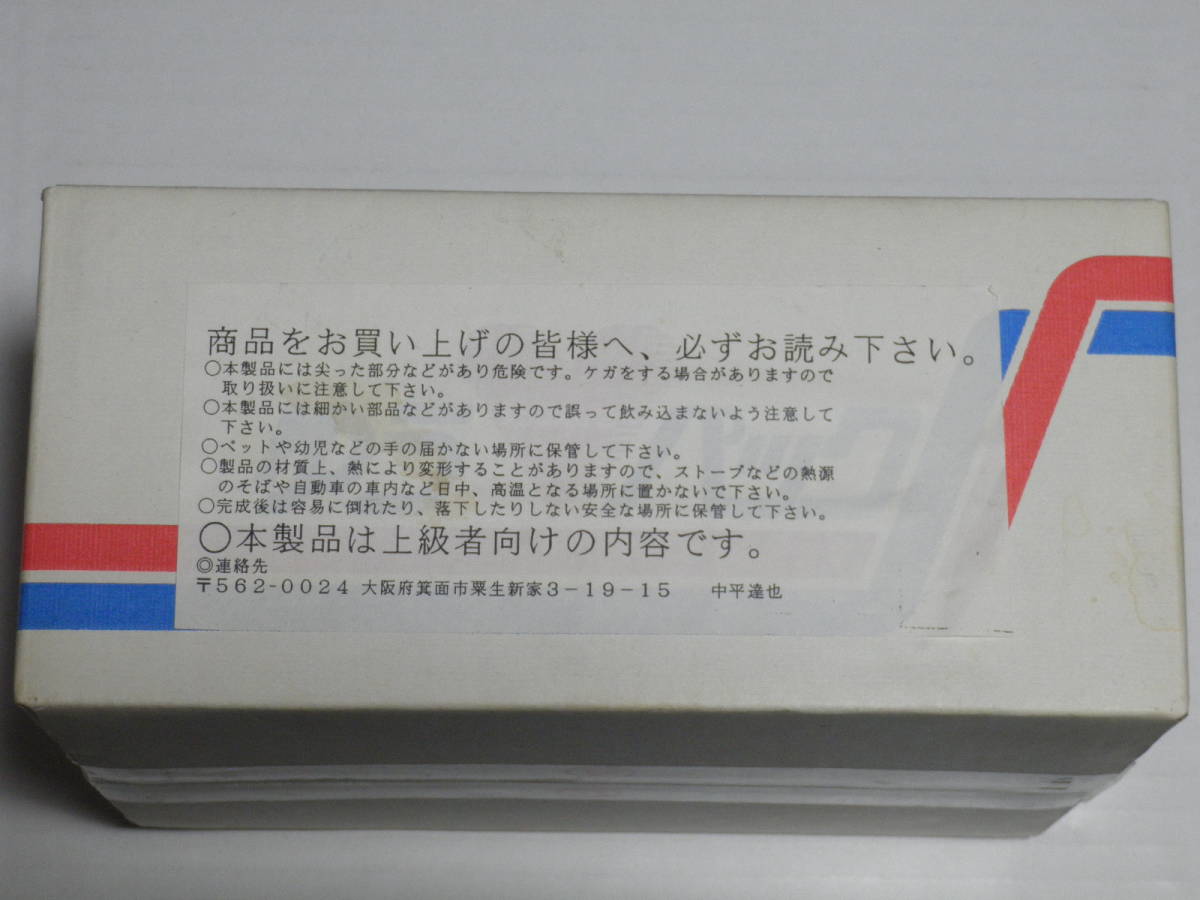 商品をお買い上げの皆様へ、必ずお読み下さい。
○本製品には尖った部分などがあり危険です。ケガをする場合がありますので
取り扱いに注意して下さい。
○本製品には細かい部品などがありますので誤って飲み込まないよう注意して
下さい。
○ペットや幼児などの手の届かない場所に保管して下さい。
○製品の材質上、熱により変形することがありますので、ストーブなどの熱源
のそばや自動車の車内など日中、高温となる場所に置かないで下さい。
○完成後は容易に倒れたり、落下したりしない安全な場所に保管して下さい。
○本製品は上級者向けの内容です。
◎連絡先
〒562-0024 大阪府箕面市粟生新家3-19-15 中平達也